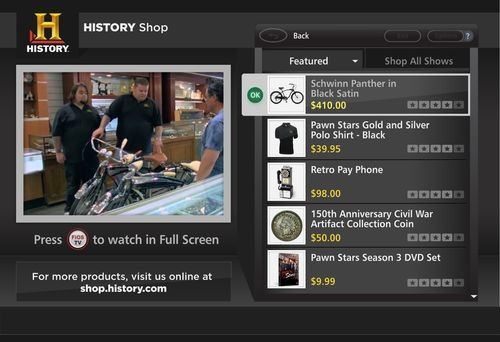 H
HISTORY
HISTORY Shop
Back
Exit
Options ?
Featured
Shop All Shows
OK
Schwinn Panther in
Black Satin
$410.00
Pawn Stars Gold and Silver
Polo Shirt - Black
$39.95
Retro Pay Phone
$98.00
150th Anniversary Civil War
Artifact Collection Coin
$50.00
Pawn Stars Season 3 DVD Set
$9.99
Press FiOS TV to watch in Full Screen
For more products, visit us online at
shop.history.com